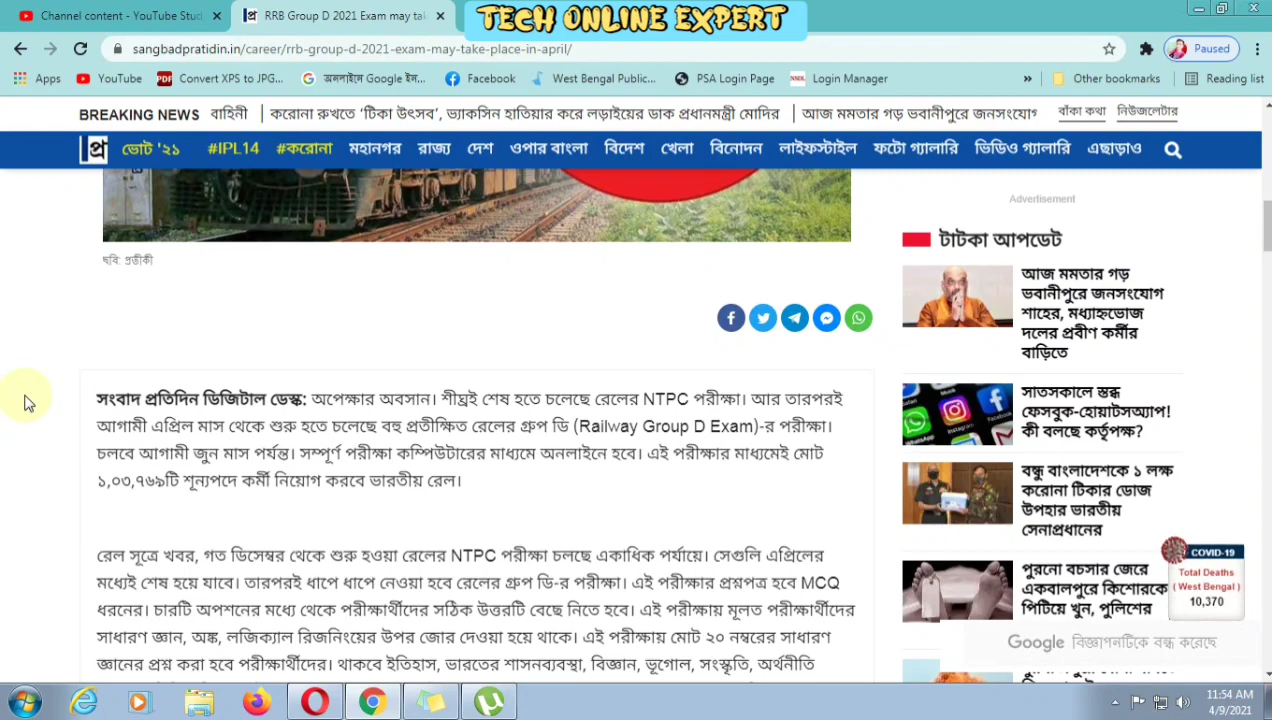 Content content - YouTube Stud
RRB Group D 2021 Exam may tak
TECH ONLINE EXPERT
sangbadpratidin.in/career/rrb-group-d-2021-exam-may-take-place-in-april/
Paused
Apps
YouTube
Convert XPS to JPG...
অনলাইনে Google ইন...
Facebook
West Bengal Public...
PSA Login Page
Login Manager
»
Other bookmarks
Reading list
BREAKING NEWS বাহিনী | করোনা রুখতে 'টিকা উৎসব', ভ্যাকসিন হাতিয়ার করে লড়াইয়ের ডাক প্রধানমন্ত্রী মোদির | আজ মমতার গড় ভবানীপুরে জনসংযোগ
বাঁকা কথা নিউজলেটার
প্র ভোট '২১ #IPL14 #করোনা মহানগর রাজ্য দেশ ওপার বাংলা বিদেশ খেলা বিনোদন লাইফস্টাইল ফটো গ্যালারি ভিডিও গ্যালারি এছাড়াও
ছবি: প্রতীকী
সংবাদ প্রতিদিন ডিজিটাল ডেস্ক: অপেক্ষার অবসান। শীঘ্রই শেষ হতে চলেছে রেলের NTPC পরীক্ষা। আর তারপরই
আগামী এপ্রিল মাস থেকে শুরু হতে চলেছে বহু প্রতীক্ষিত রেলের গ্রুপ ডি (Railway Group D Exam)-র পরীক্ষা।
চলবে আগামী জুন মাস পর্যন্ত। সম্পূর্ণ পরীক্ষা কম্পিউটারের মাধ্যমে অনলাইনে হবে। এই পরীক্ষার মাধ্যমেই মোট
১,০৩,৭৬৯টি শূন্যপদে কর্মী নিয়োগ করবে ভারতীয় রেল।
রেল সূত্রে খবর, গত ডিসেম্বর থেকে শুরু হওয়া রেলের NTPC পরীক্ষা চলছে একাধিক পর্যায়ে। সেগুলি এপ্রিলের
মধ্যেই শেষ হয়ে যাবে। তারপরই ধাপে ধাপে নেওয়া হবে রেলের গ্রুপ ডি-র পরীক্ষা। এই পরীক্ষার প্রশ্নপত্র হবে MCQ
ধরনের। চারটি অপশনের মধ্যে থেকে পরীক্ষার্থীদের সঠিক উত্তরটি বেছে নিতে হবে। এই পরীক্ষায় মূলত পরীক্ষার্থীদের
সাধারণ জ্ঞান, অঙ্ক, লজিক্যাল রিজনিংয়ের উপর জোর দেওয়া হয়ে থাকে। এই পরীক্ষায় মোট ২০ নম্বরের সাধারণ
জ্ঞানের প্রশ্ন করা হবে পরীক্ষার্থীদের। থাকবে ইতিহাস, ভারতের শাসনব্যবস্থা, বিজ্ঞান, ভূগোল, সংস্কৃতি, অর্থনীতি
Advertisement
টাটকা আপডেট
আজ মমতার গড়
ভবানীপুরে জনসংযোগ
শাহের, মধ্যাহ্নভোজ
দলের প্রবীণ কর্মীর
বাড়িতে
সাতসকালে স্তব্ধ
ফেসবুক-হোয়াটসঅ্যাপ!
কী বলছে কর্তৃপক্ষ?
বন্ধু বাংলাদেশকে ১ লক্ষ
করোনা টিকার ডোজ
উপহার ভারতীয়
সেনাপ্রধানের
পুরনো বচসার জেরে
একবালপুরে কিশোরকে
পিটিয়ে খুন, পুলিশের
COVID-19
Total Deaths
( West Bengal )
10,370
Google বিজ্ঞাপনটিকে বন্ধ করেছে
11:54 AM
4/9/2021